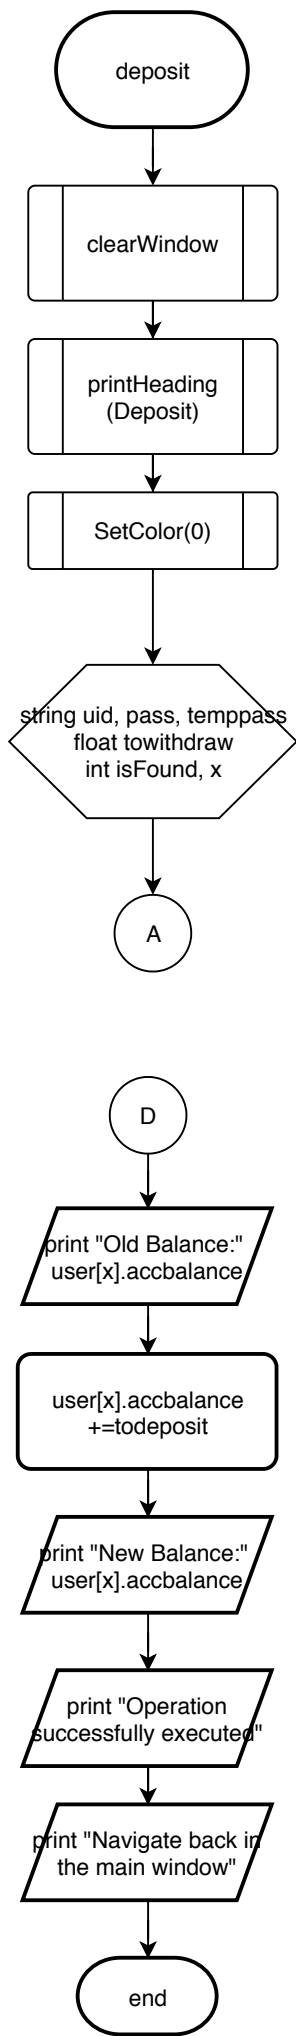 deposit
clearWindow
printHeading
(Deposit)
SetColor(0)
string uid, pass, temppass
float towithdraw
int isFound, x
A
D
print "Old Balance:"
user[x].accbalance
user[x].accbalance
+=todeposit
print "New Balance:"
user[x].accbalance
print "Operation
successfully executed"
print "Navigate back in
the main window"
end